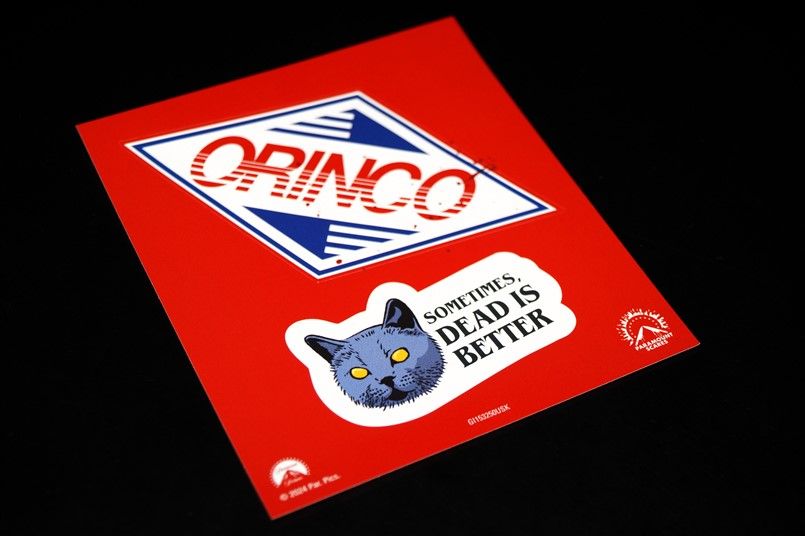 ORINCO
SOMETIMES,
DEAD IS
BETTER
PARAMOUNT
SCARES
G1153250USK
© 2024 Par. Pics.